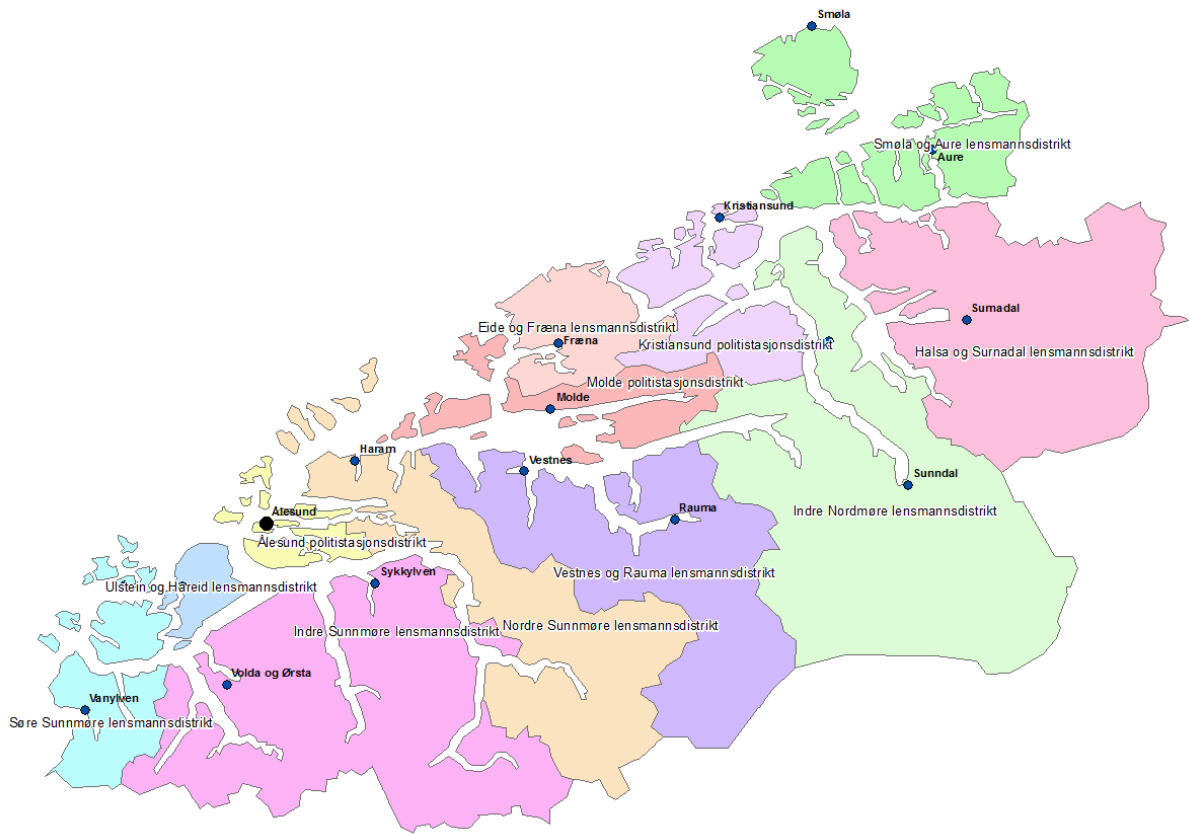 Smøla
Smøla og Aure lensmannsdistrikt
Aure
Kristiansund
Surnadal
Eide og Fræna lensmannsdistrikt
Fræna
Kristiansund politistasjonsdistrikt
Halsa og Surnadal lensmannsdistrikt
Molde politistasjonsdistrikt
Molde
Haram
Vestnes
Sunndal
Rauma
Indre Nordmøre lensmannsdistrikt
Ålesund
Ålesund politistasjonsdistrikt
Sykkylven
Vestnes og Rauma lensmannsdistrikt
Ulstein og Hareid lensmannsdistrikt
Nordre Sunnmøre lensmannsdistrikt
Indre Sunnmøre lensmannsdistrikt
Volda og Ørsta
Vanylven
Søre Sunnmøre lensmannsdistrikt